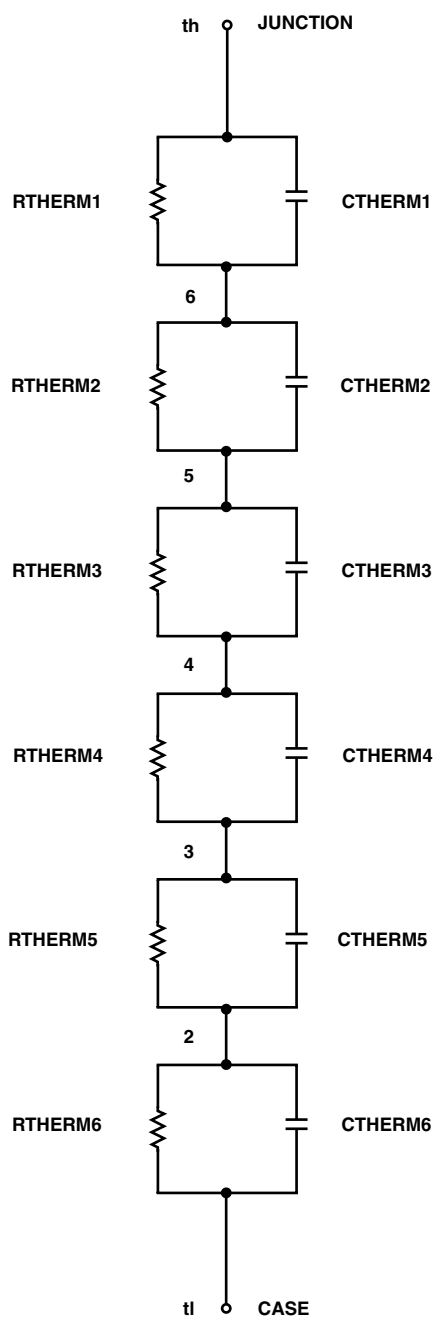 th JUNCTION
RTHERM1 CTHERM1
6
RTHERM2 CTHERM2
5
RTHERM3 CTHERM3
4
RTHERM4 CTHERM4
3
RTHERM5 CTHERM5
2
RTHERM6 CTHERM6
tl CASE